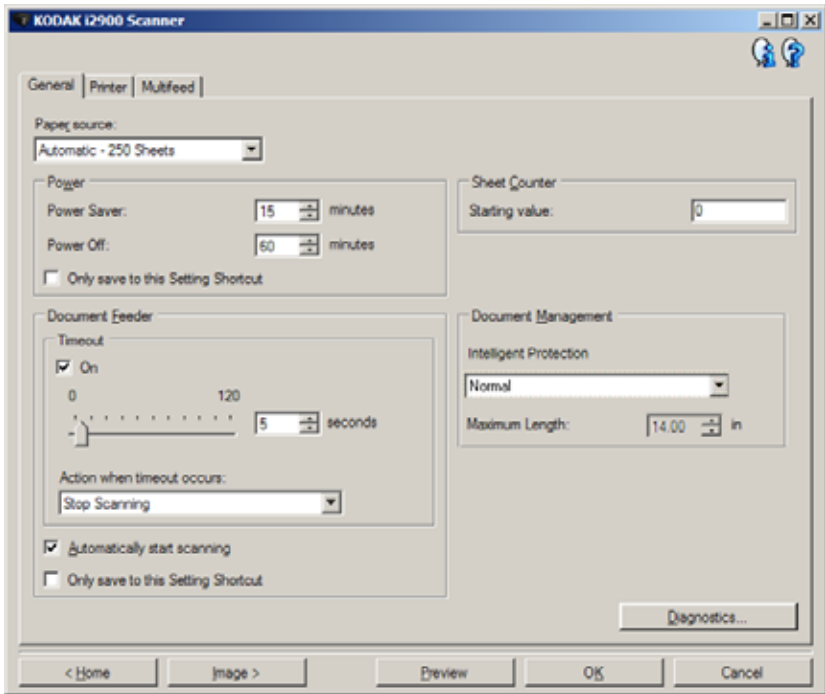 KODAK i2900 Scanner
General Printer Multifeed
Paper source:
Automatic - 250 Sheets
Power
Power Saver: 15 minutes
Power Off: 60 minutes
Only save to this Setting Shortcut
Sheet Counter
Starting value: 0
Document Feeder
Timeout
On
0 120
5 seconds
Action when timeout occurs:
Stop Scanning
Automatically start scanning
Only save to this Setting Shortcut
Document Management
Intelligent Protection
Normal
Maximum Length: 14.00 in
Diagnostics...
< Home Image > Preview OK Cancel